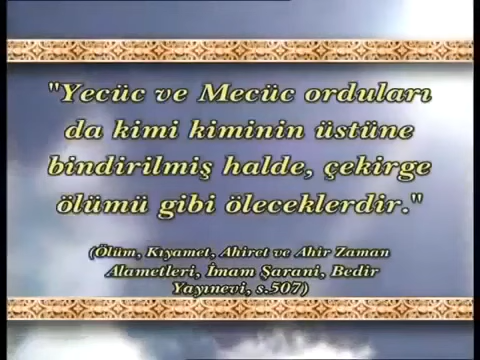 "Yecüc ve Mecüc orduları
da kimi kiminin üstüne
bindirilmiş halde, çekirge
ölümü gibi öleceklerdir."
(Ölüm, Kıyamet, Ahiret ve Ahir Zaman
Alametleri, İmam Şarani, Bedir
Yayınevi, s.507)